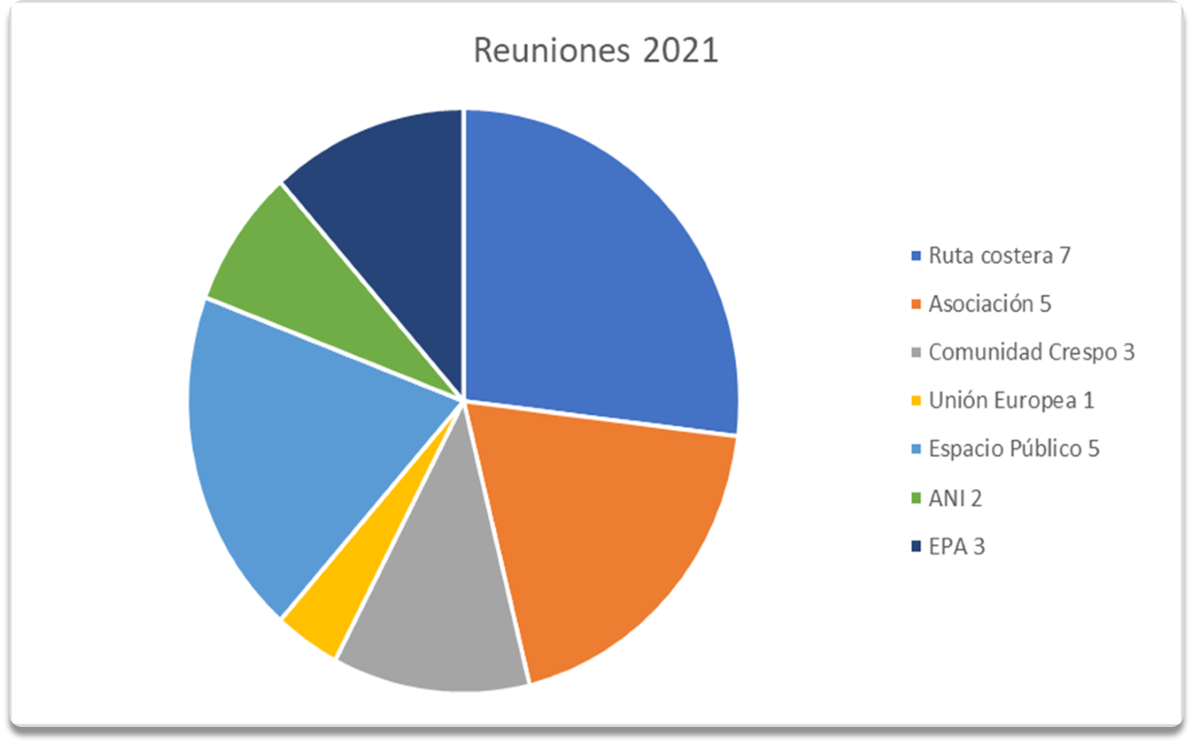 Reuniones 2021
Ruta costera 7
Asociación 5
Comunidad Crespo 3
Unión Europea 1
Espacio Público 5
ANI 2
EPA 3